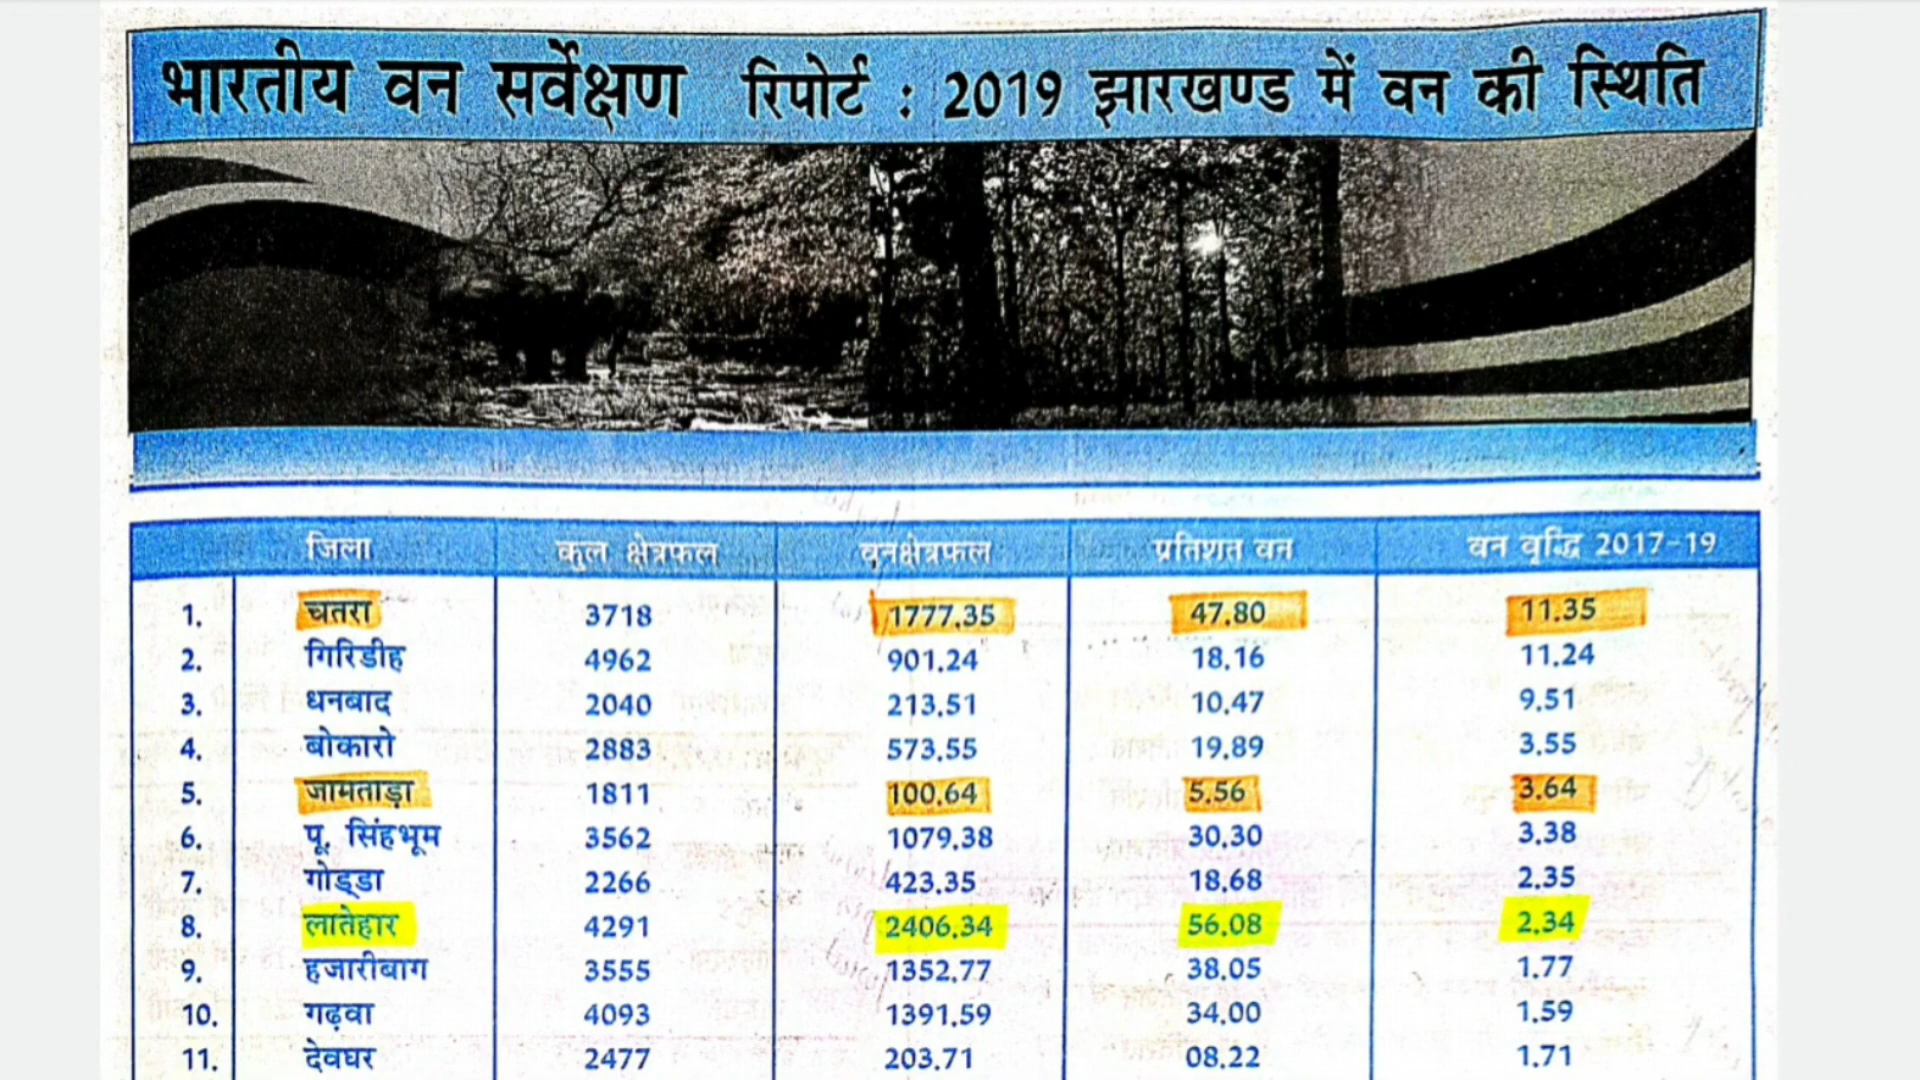 भारतीय वन सर्वेक्षण रिपोर्ट : 2019 झारखण्ड में वन की स्थिति
जिला कुल क्षेत्रफल वनक्षेत्रफल प्रतिशत वन वन वृद्धि 2017-19
1. चतरा 3718 1777.35 47.80 11.35
2. गिरिडीह 4962 901.24 18.16 11.24
3. धनबाद 2040 213.51 10.47 9.51
4. बोकारो 2883 573.55 19.89 3.55
5. जामताड़ा 1811 100.64 5.56 3.64
6. पू. सिंहभूम 3562 1079.38 30.30 3.38
7. गोड्डा 2266 423.35 18.68 2.35
8. लातेहार 4291 2406.34 56.08 2.34
9. हजारीबाग 3555 1352.77 38.05 1.77
10. गढ़वा 4093 1391.59 34.00 1.59
11. देवघर 2477 203.71 08.22 1.71